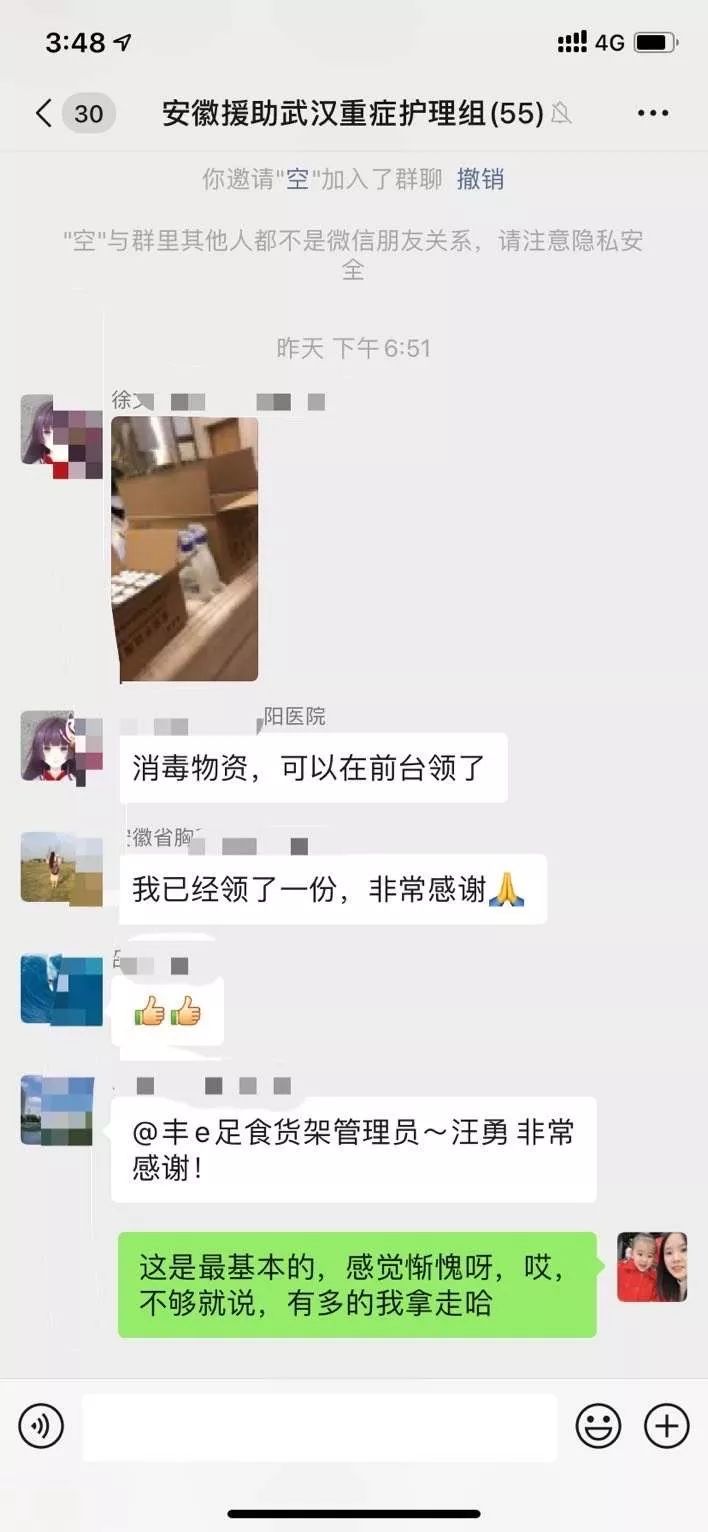 3:48
4G
30
安徽援助武汉重症护理组(55)
你邀请"空"加入了群聊 撤销
"空"与群里其他人都不是微信朋友关系，请注意隐私安
全
昨天 下午6:51
徐
阳医院
消毒物资，可以在前台领了
徽省胸
我已经领了一份，非常感谢🙏
👍👍
@丰e足食货架管理员～汪勇 非常
感谢！
这是最基本的，感觉惭愧呀，哎，
不够就说，有多的我拿走哈